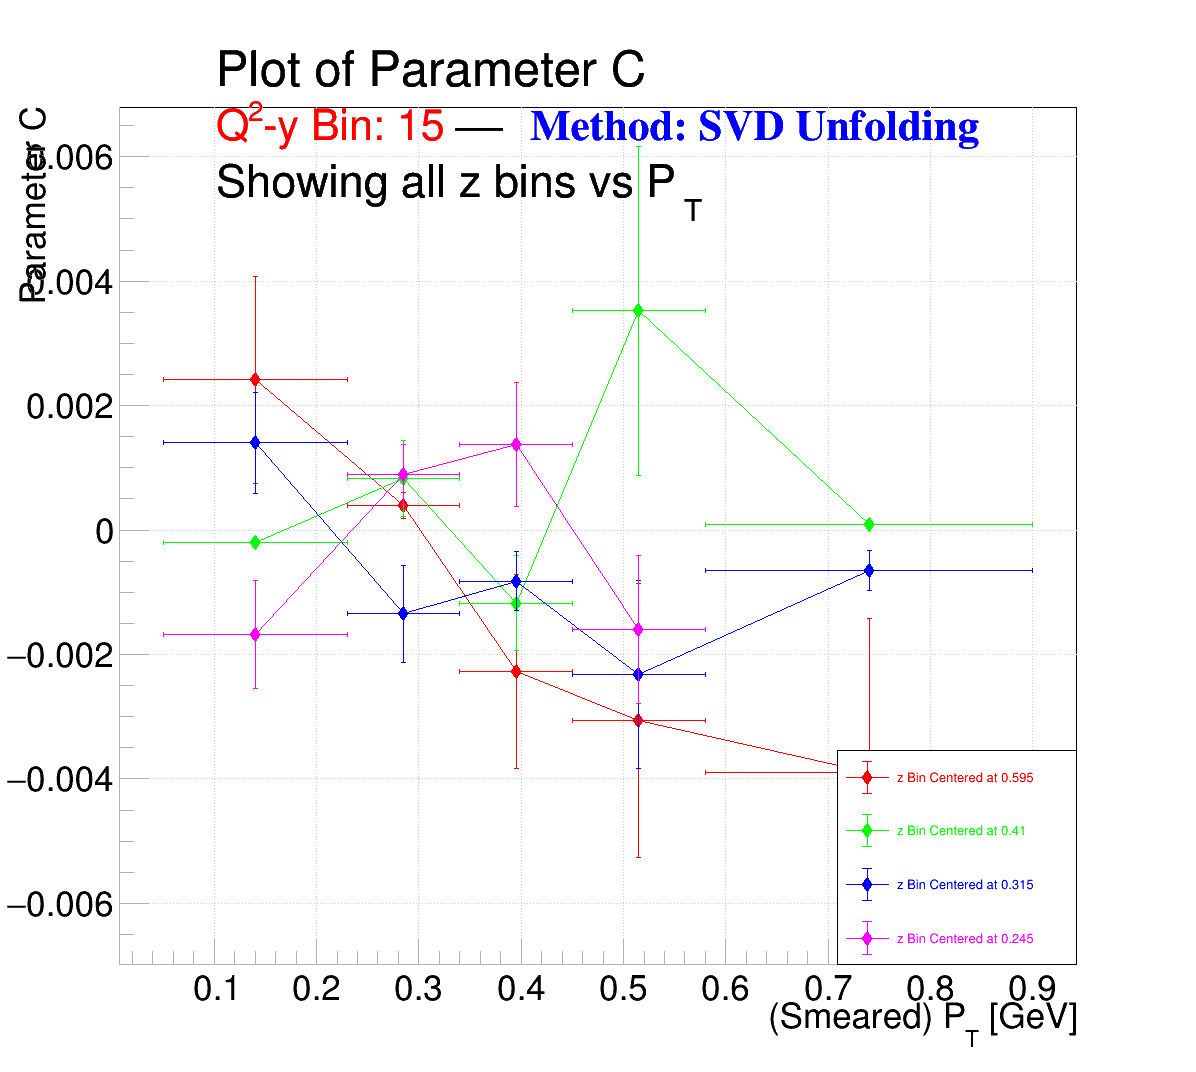 Plot of Parameter C
Q²-y Bin: 15 — Method: SVD Unfolding
Showing all z bins vs P_T
Parameter C
0.006
0.004
0.002
0
−0.002
−0.004
−0.006
z Bin Centered at 0.595
z Bin Centered at 0.41
z Bin Centered at 0.315
z Bin Centered at 0.245
0.1 0.2 0.3 0.4 0.5 0.6 0.7 0.8 0.9
(Smeared) P_T [GeV]